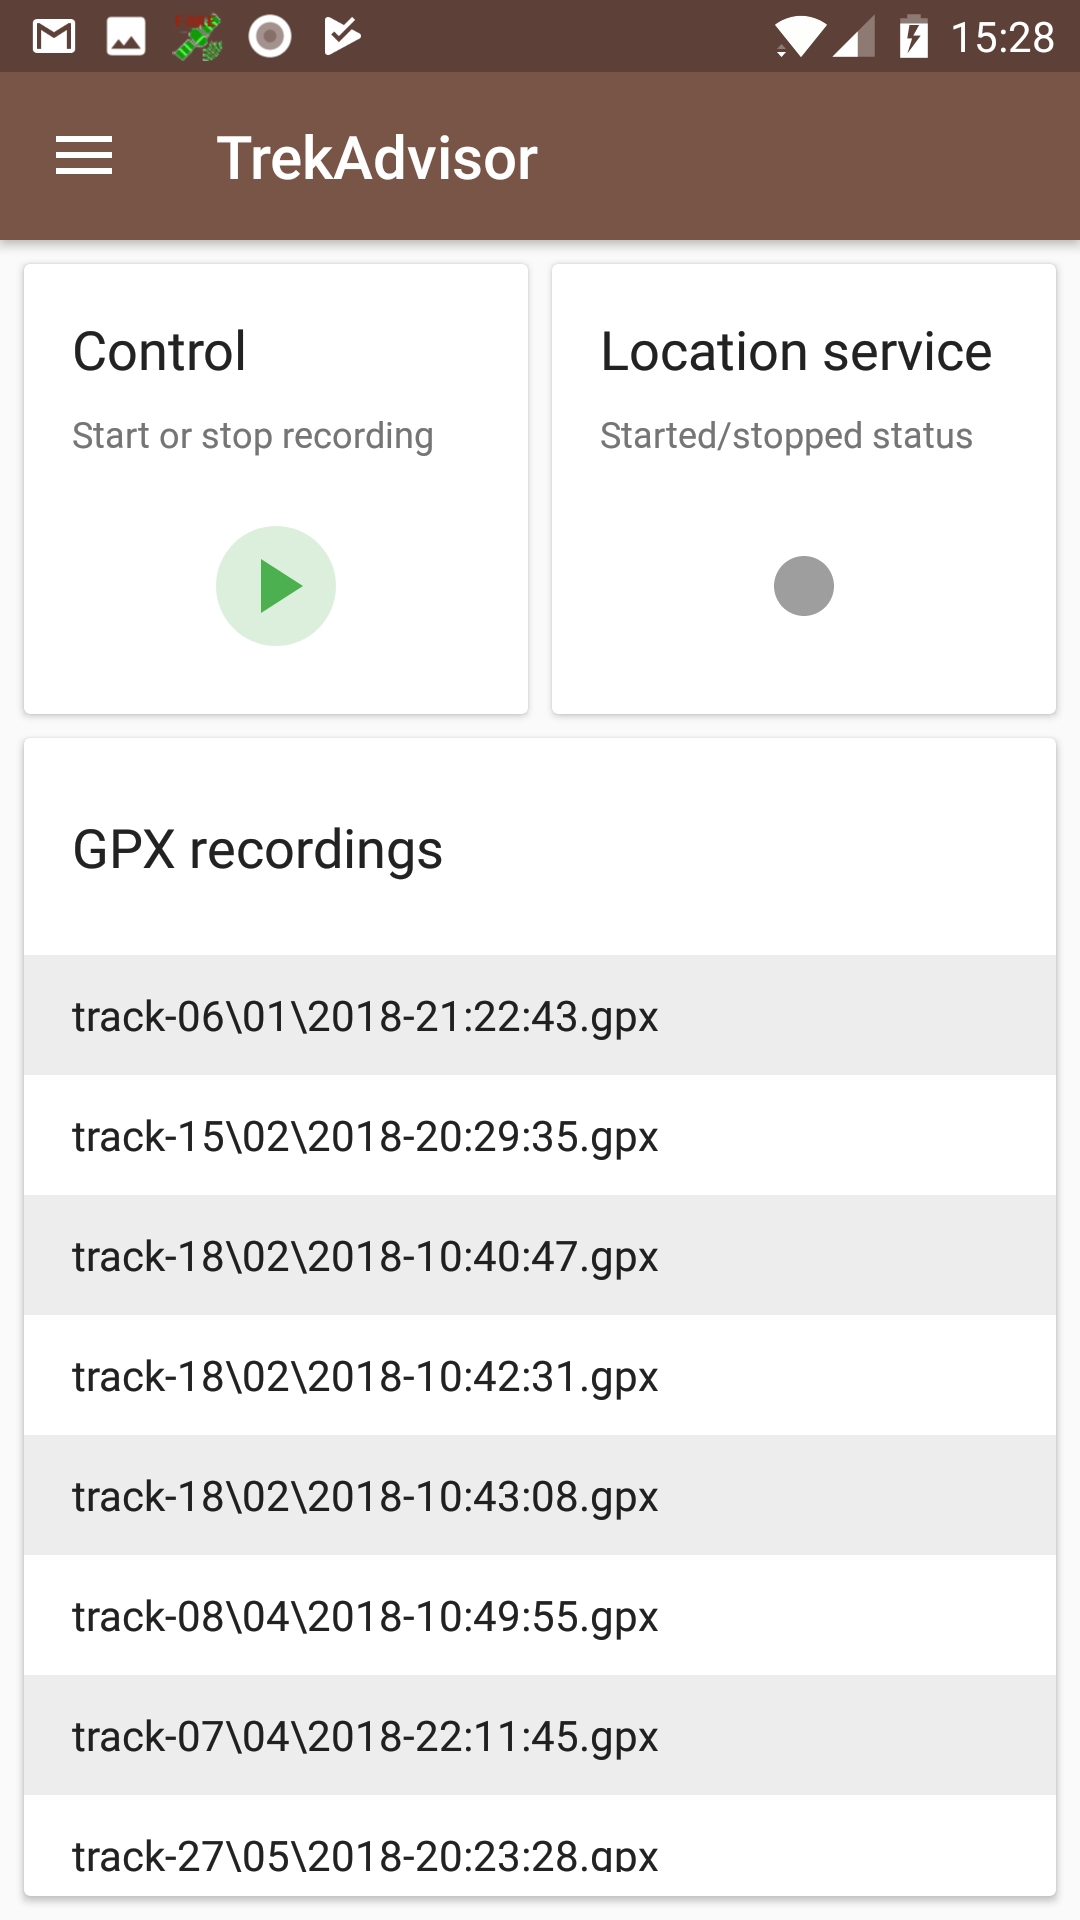 15:28
TrekAdvisor
Control
Start or stop recording
Location service
Started/stopped status
GPX recordings
track-06\01\2018-21:22:43.gpx
track-15\02\2018-20:29:35.gpx
track-18\02\2018-10:40:47.gpx
track-18\02\2018-10:42:31.gpx
track-18\02\2018-10:43:08.gpx
track-08\04\2018-10:49:55.gpx
track-07\04\2018-22:11:45.gpx
track-27\05\2018-20:23:28.gpx